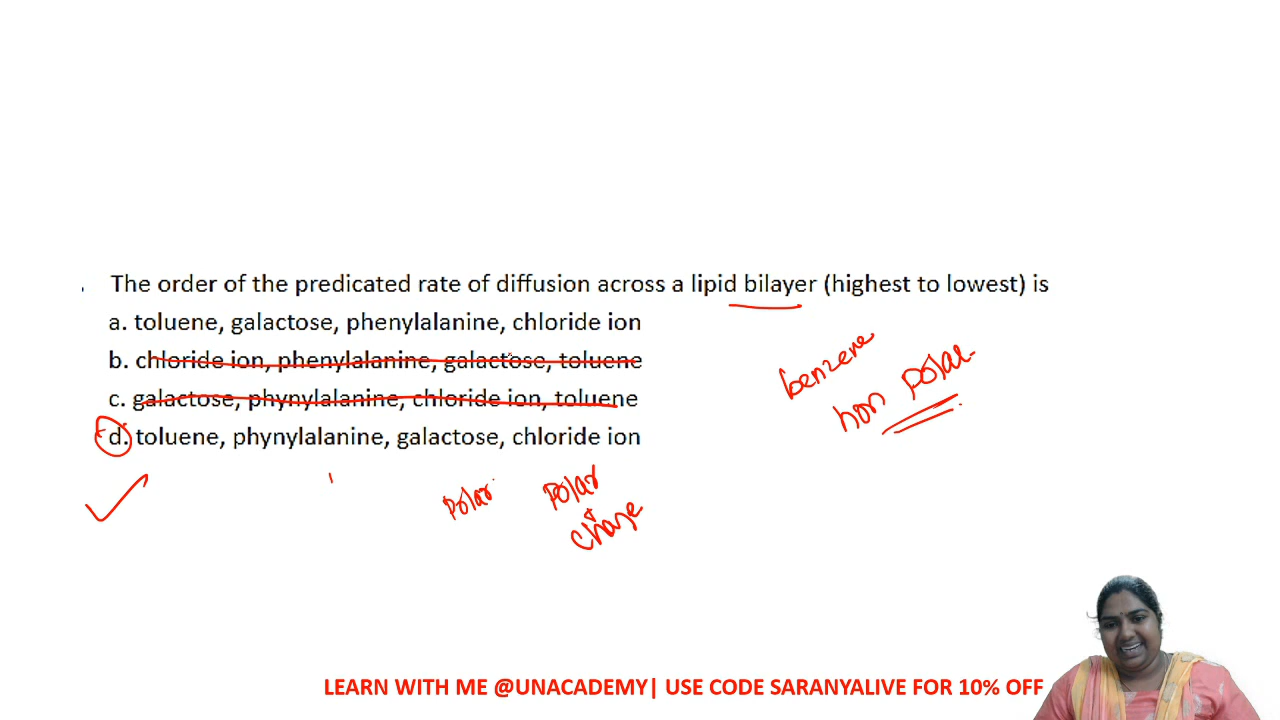 The order of the predicated rate of diffusion across a lipid bilayer (highest to lowest) is
a. toluene, galactose, phenylalanine, chloride ion
b. chloride ion, phenylalanine, galactose, toluene
c. galactose, phynylalanine, chloride ion, toluene
d. toluene, phynylalanine, galactose, chloride ion
benzene
non polar
polar
polar
charge
LEARN WITH ME @UNACADEMY| USE CODE SARANYALIVE FOR 10% OFF